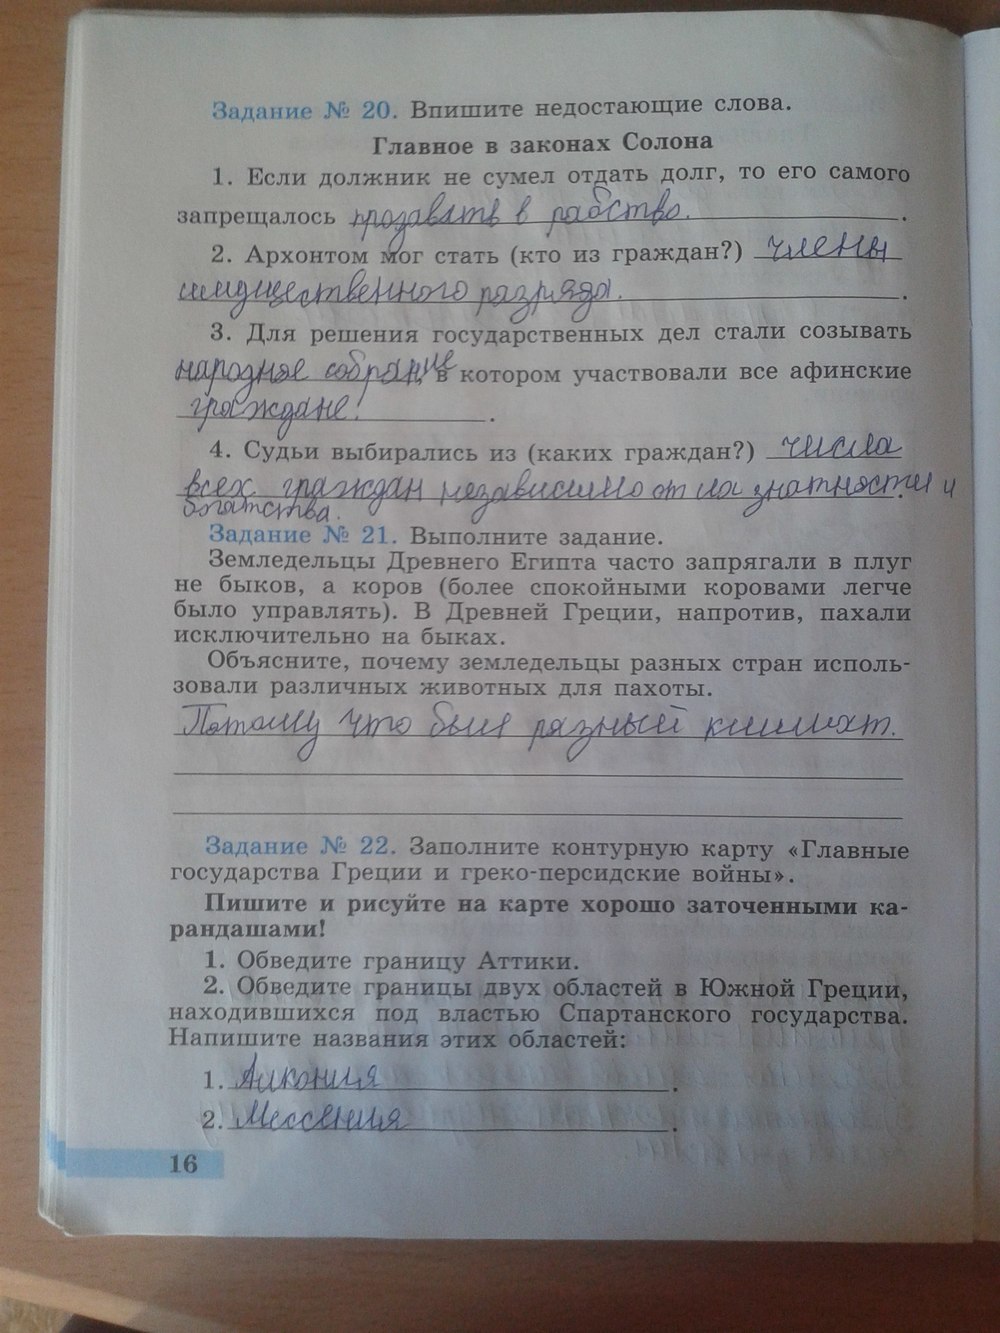 Задание № 20. Впишите недостающие слова.
Главное в законах Солона
1. Если должник не сумел отдать долг, то его самого
запрещалось продавать в рабство.
2. Архонтом мог стать (кто из граждан?) члены
имущественного разряда.
3. Для решения государственных дел стали созывать
народное собрание, в котором участвовали все афинские
граждане.
4. Судьи выбирались из (каких граждан?) числа
всех граждан независимо от знатности и
богатства.
Задание № 21. Выполните задание.
Земледельцы Древнего Египта часто запрягали в плуг
не быков, а коров (более спокойными коровами легче
было управлять). В Древней Греции, напротив, пахали
исключительно на быках.
Объясните, почему земледельцы разных стран исполь-
зовали различных животных для пахоты.
Потому что был разный климат.
Задание № 22. Заполните контурную карту «Главные
государства Греции и греко-персидские войны».
Пишите и рисуйте на карте хорошо заточенными ка-
рандашами!
1. Обведите границу Аттики.
2. Обведите границы двух областей в Южной Греции,
находившихся под властью Спартанского государства.
Напишите названия этих областей:
1. Алкония.
2. Мессения.
16